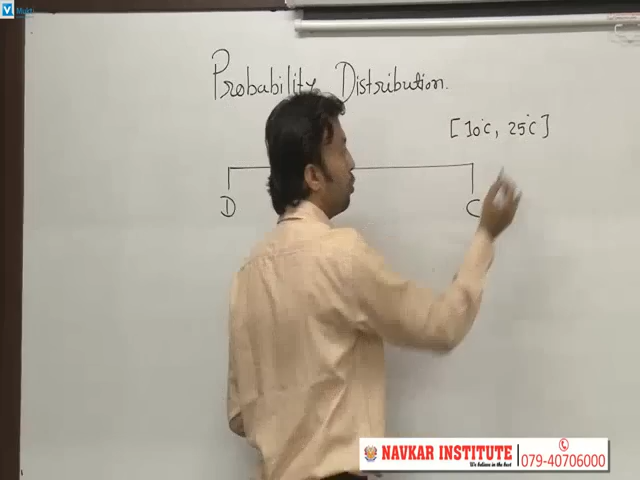 Probability Distribution.
[10°C, 25°C]
D C
NAVKAR INSTITUTE
We believe in the best
079-40706000